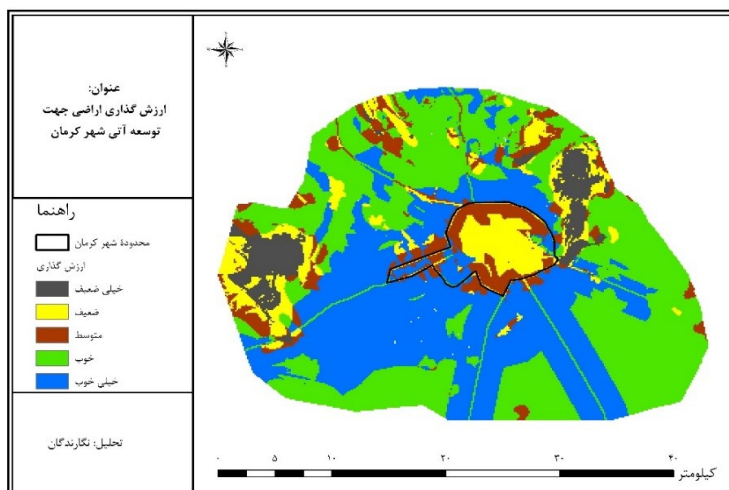 عنوان:
ارزش گذاری اراضی جهت
توسعه آتی شهر کرمان
راهنما
محدودهٔ شهر کرمان
ارزش گذاری
خیلی ضعیف
ضعیف
متوسط
خوب
خیلی خوب
تحلیل: نگارندگان
۰ ۵ ۱۰ ۲۰ ۳۰ ۴۰
کیلومتر